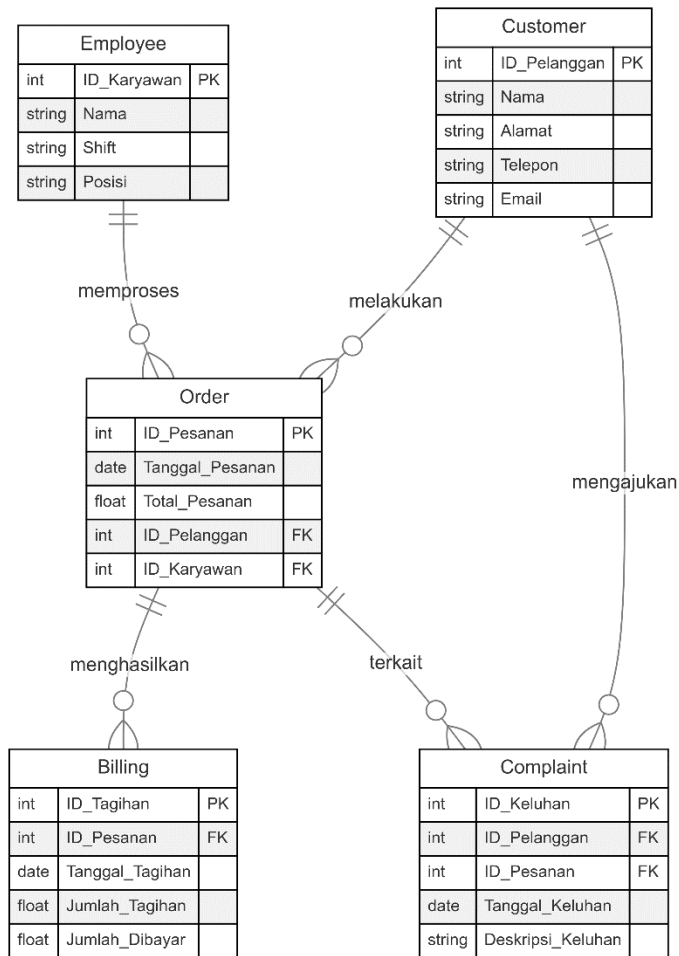 Employee
int ID_Karyawan PK
string Nama
string Shift
string Posisi
Customer
int ID_Pelanggan PK
string Nama
string Alamat
string Telepon
string Email
memproses
melakukan
Order
int ID_Pesanan PK
date Tanggal_Pesanan
float Total_Pesanan
int ID_Pelanggan FK
int ID_Karyawan FK
mengajukan
menghasilkan
terkait
Billing
int ID_Tagihan PK
int ID_Pesanan FK
date Tanggal_Tagihan
float Jumlah_Tagihan
float Jumlah_Dibayar
Complaint
int ID_Keluhan PK
int ID_Pelanggan FK
int ID_Pesanan FK
date Tanggal_Keluhan
string Deskripsi_Keluhan